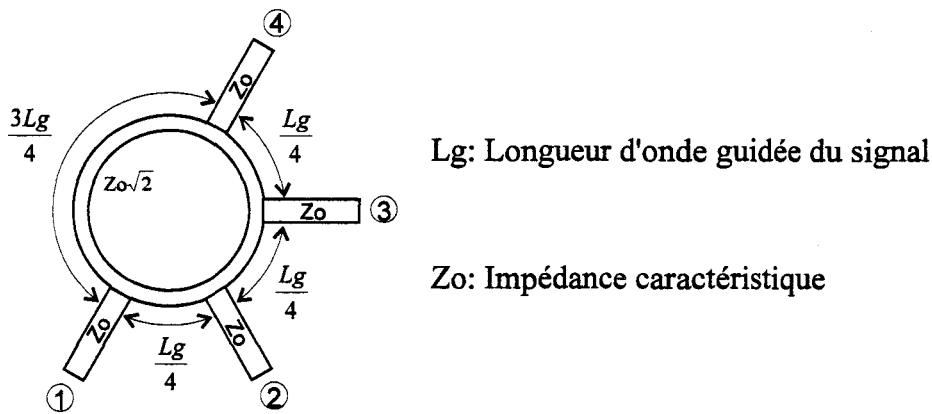 ④
Zo
3Lg/4
Lg/4
Lg: Longueur d'onde guidée du signal
Zo√2
Zo
③
Lg/4
Zo: Impédance caractéristique
Zo
Lg/4
Zo
①
②